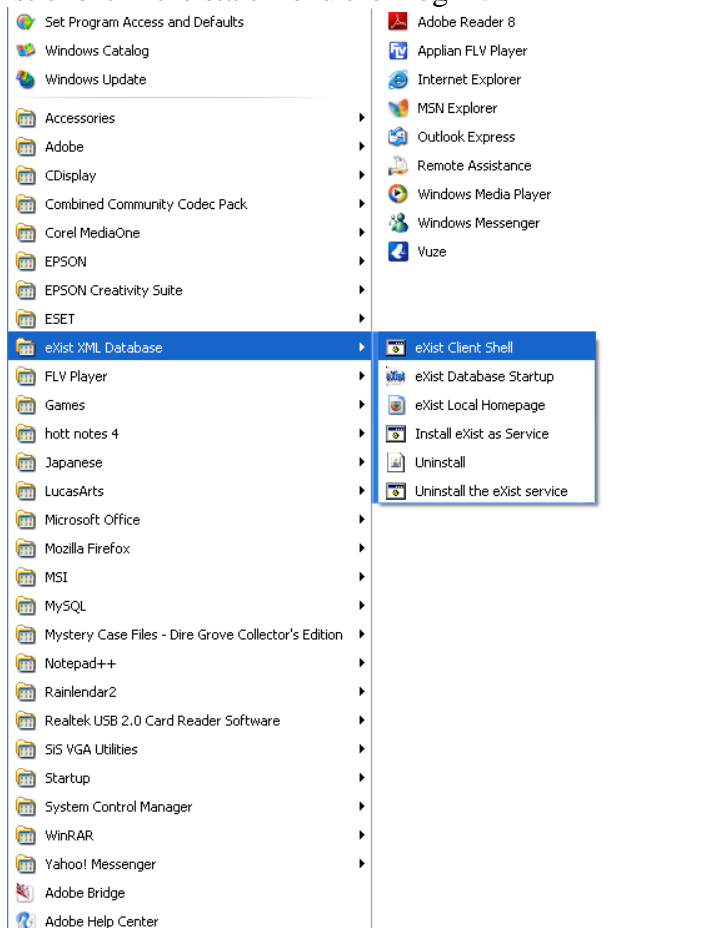 Set Program Access and Defaults
Windows Catalog
Windows Update
Accessories
Adobe
CDisplay
Combined Community Codec Pack
Corel MediaOne
EPSON
EPSON Creativity Suite
ESET
eXist XML Database
FLV Player
Games
hott notes 4
Japanese
LucasArts
Microsoft Office
Mozilla Firefox
MSI
MySQL
Mystery Case Files - Dire Grove Collector's Edition
Notepad++
Rainlendar2
Realtek USB 2.0 Card Reader Software
SiS VGA Utilities
Startup
System Control Manager
WinRAR
Yahoo! Messenger
Adobe Bridge
Adobe Help Center
Adobe Reader 8
Applian FLV Player
Internet Explorer
MSN Explorer
Outlook Express
Remote Assistance
Windows Media Player
Windows Messenger
Vuze
eXist Client Shell
eXist Database Startup
eXist Local Homepage
Install eXist as Service
Uninstall
Uninstall the eXist service